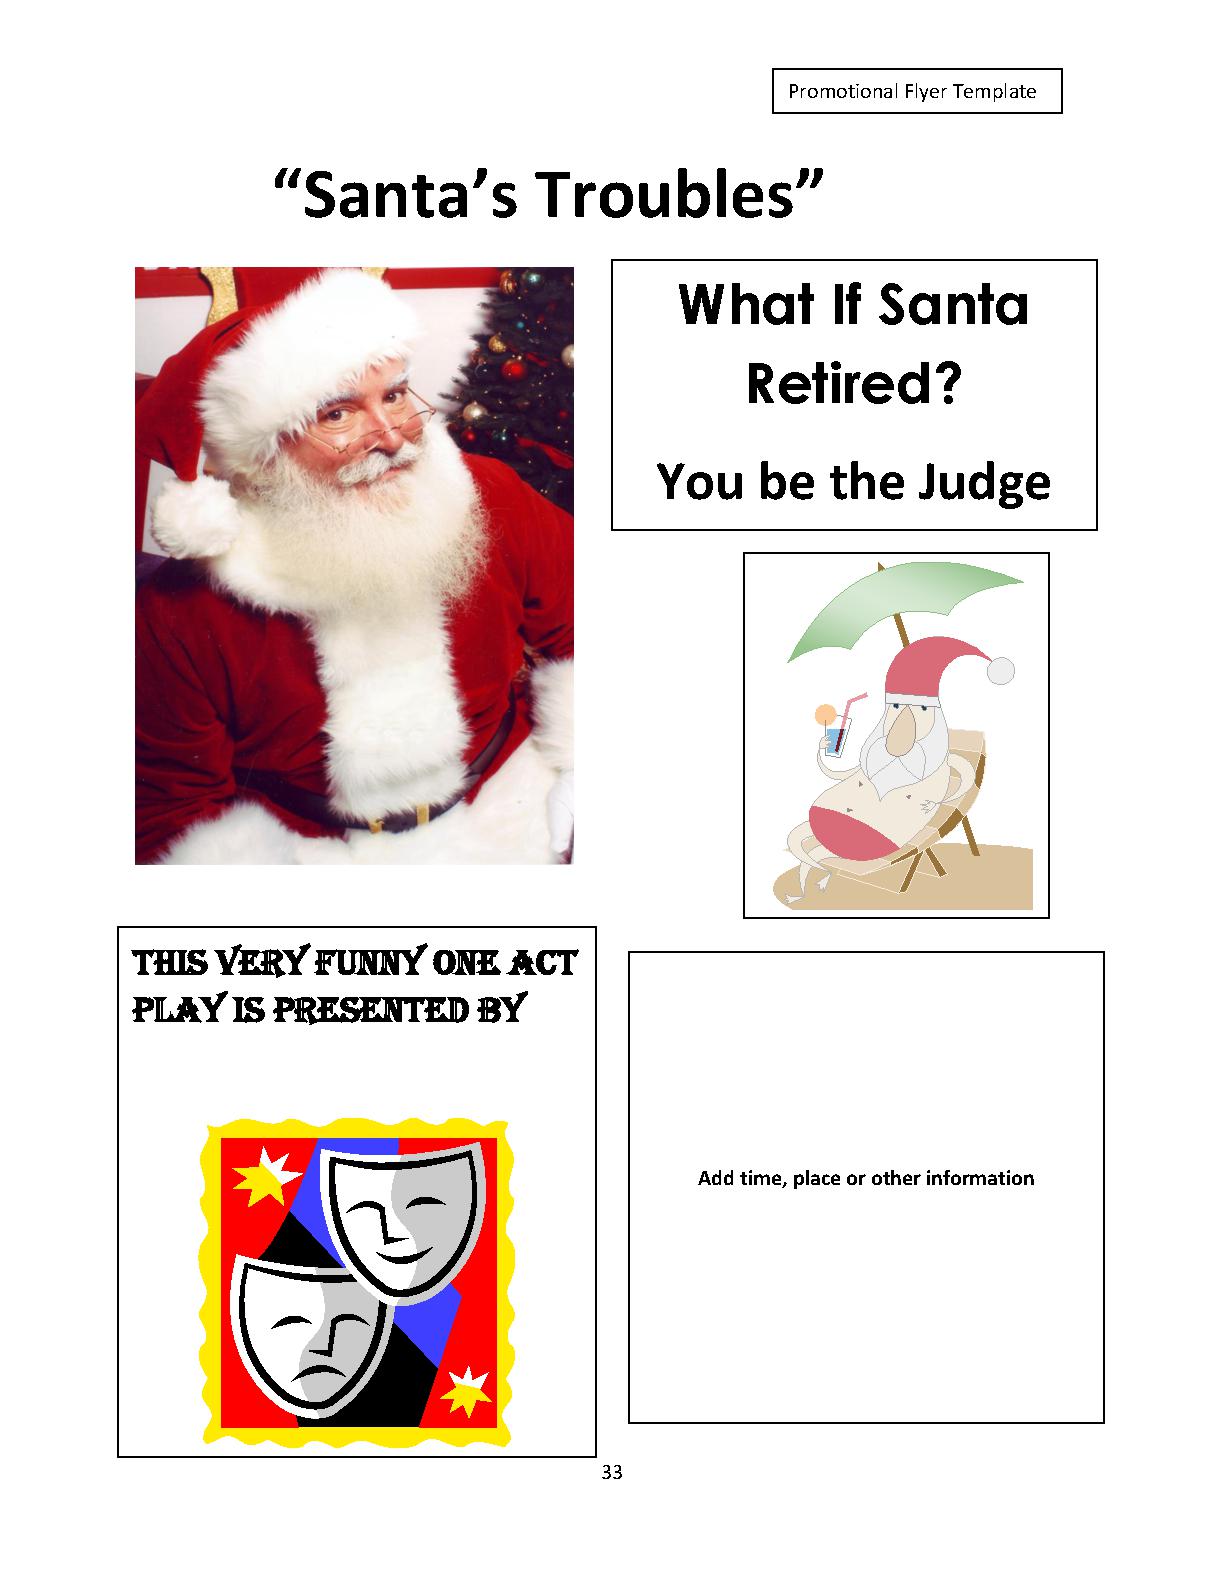 Promotional Flyer Template
“Santa’s Troubles”
What If Santa
Retired?
You be the Judge
THIS VERY FUNNY ONE ACT
PLAY IS PRESENTED BY
Add time, place or other information
33